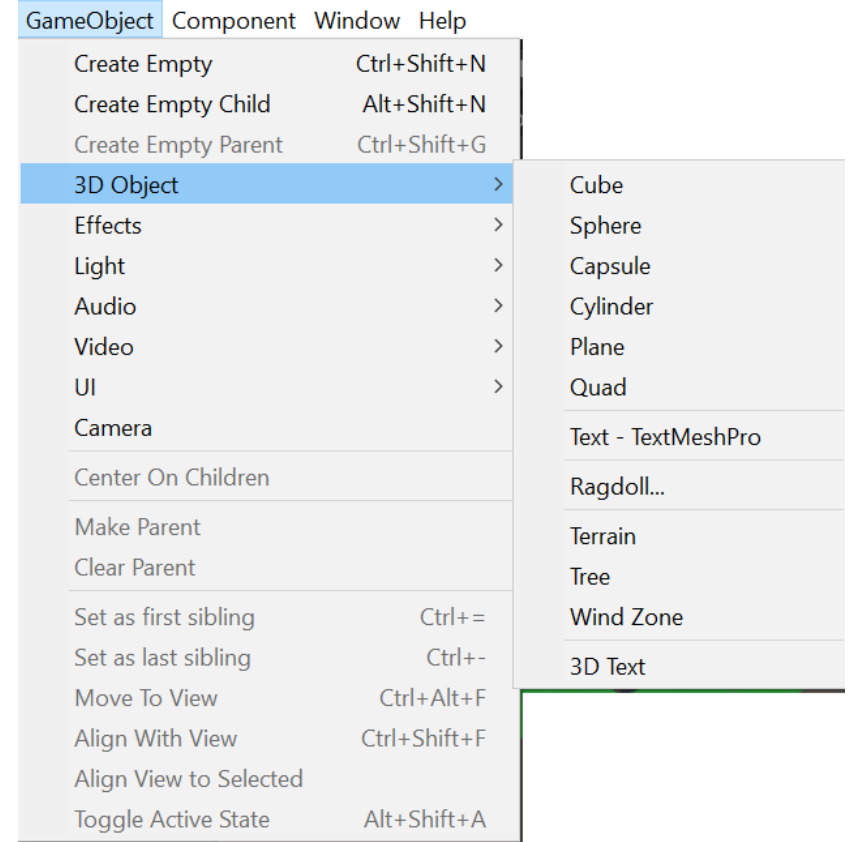 GameObject Component Window Help
Create Empty Ctrl+Shift+N
Create Empty Child Alt+Shift+N
Create Empty Parent Ctrl+Shift+G
3D Object >
Effects >
Light >
Audio >
Video >
UI >
Camera
Center On Children
Make Parent
Clear Parent
Set as first sibling Ctrl+=
Set as last sibling Ctrl+-
Move To View Ctrl+Alt+F
Align With View Ctrl+Shift+F
Align View to Selected
Toggle Active State Alt+Shift+A
Cube
Sphere
Capsule
Cylinder
Plane
Quad
Text - TextMeshPro
Ragdoll...
Terrain
Tree
Wind Zone
3D Text